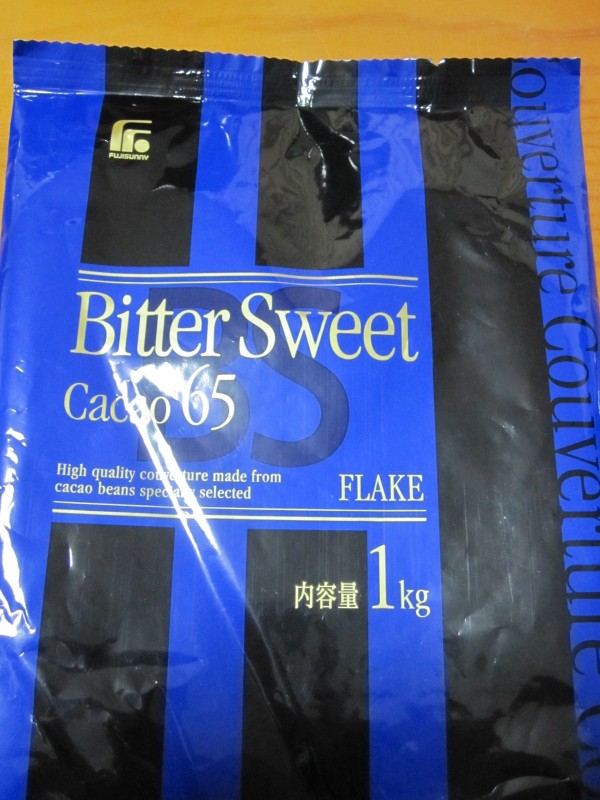 FUJISUNNY
BS
Bitter Sweet
Cacao 65
High quality couverture made from
cacao beans specially selected
FLAKE
内容量 1kg
Couverture Couverture Co